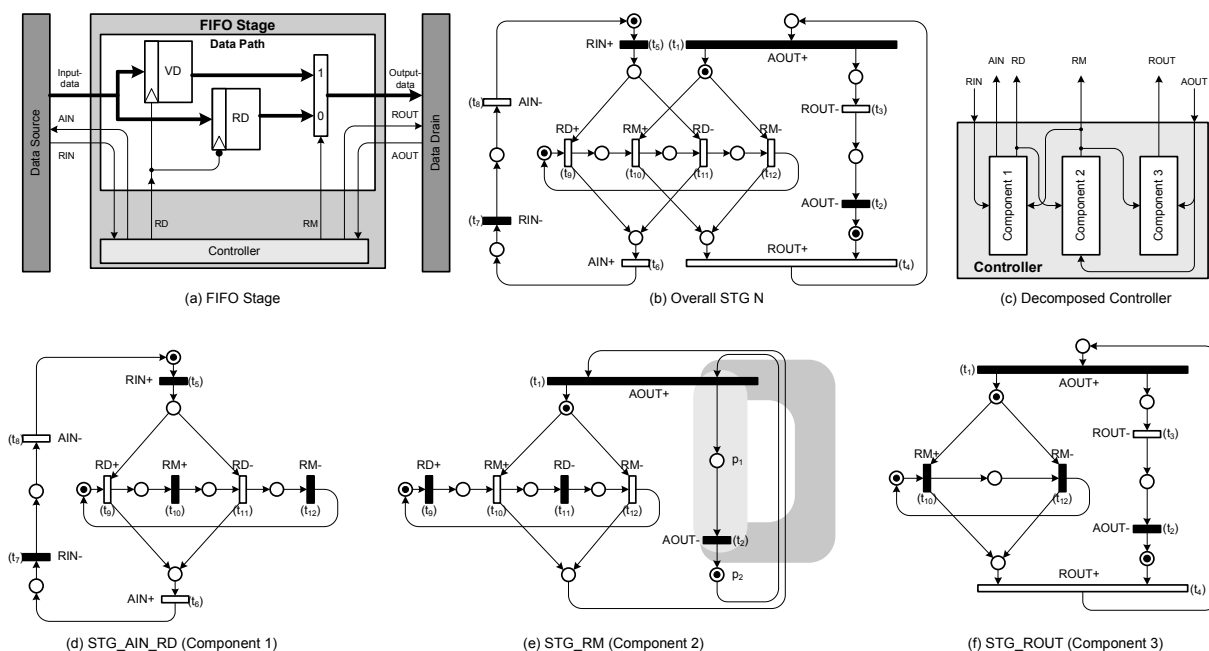 FIFO Stage
Data Path
Data Source
Input-
data
VD
RD
1
0
Output-
data
AIN
RIN
ROUT
AOUT
Data Drain
RD
RM
Controller
(a) FIFO Stage
RIN+
(t5)
(t1)
AOUT+
(t8)
AIN-
ROUT-
(t3)
RD+
RM+
RD-
RM-
(t9)
(t10)
(t11)
(t12)
(t7)
RIN-
AOUT-
(t2)
ROUT+
AIN+
(t6)
(t4)
(b) Overall STG N
AIN
RD
RM
ROUT
RIN
AOUT
Component 1
Component 2
Component 3
Controller
(c) Decomposed Controller
RIN+
(t5)
(t8)
AIN-
RD+
RM+
RD-
RM-
(t9)
(t10)
(t11)
(t12)
(t7)
RIN-
AIN+
(t6)
(d) STG_AIN_RD (Component 1)
(t1)
AOUT+
RD+
RM+
RD-
RM-
p1
(t9)
(t10)
(t11)
(t12)
AOUT-
(t2)
p2
(e) STG_RM (Component 2)
(t1)
AOUT+
ROUT-
(t3)
RM+
RM-
(t10)
(t12)
AOUT-
(t2)
ROUT+
(t4)
(f) STG_ROUT (Component 3)